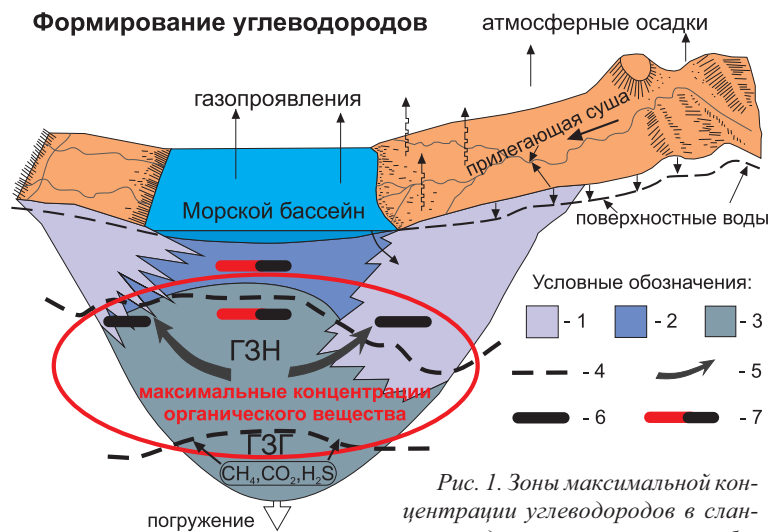 Формирование углеводородов
атмосферные осадки
газопроявления
прилегающая суша
Морской бассейн
поверхностные воды
Условные обозначения:
- 1
- 2
- 3
- 4
- 5
- 6
- 7
ГЗН
максимальные концентрации
органического вещества
ГЗГ
CH₄,CO₂,H₂S
погружение
Рис. 1. Зоны максимальной кон-
центрации углеводородов в слан-